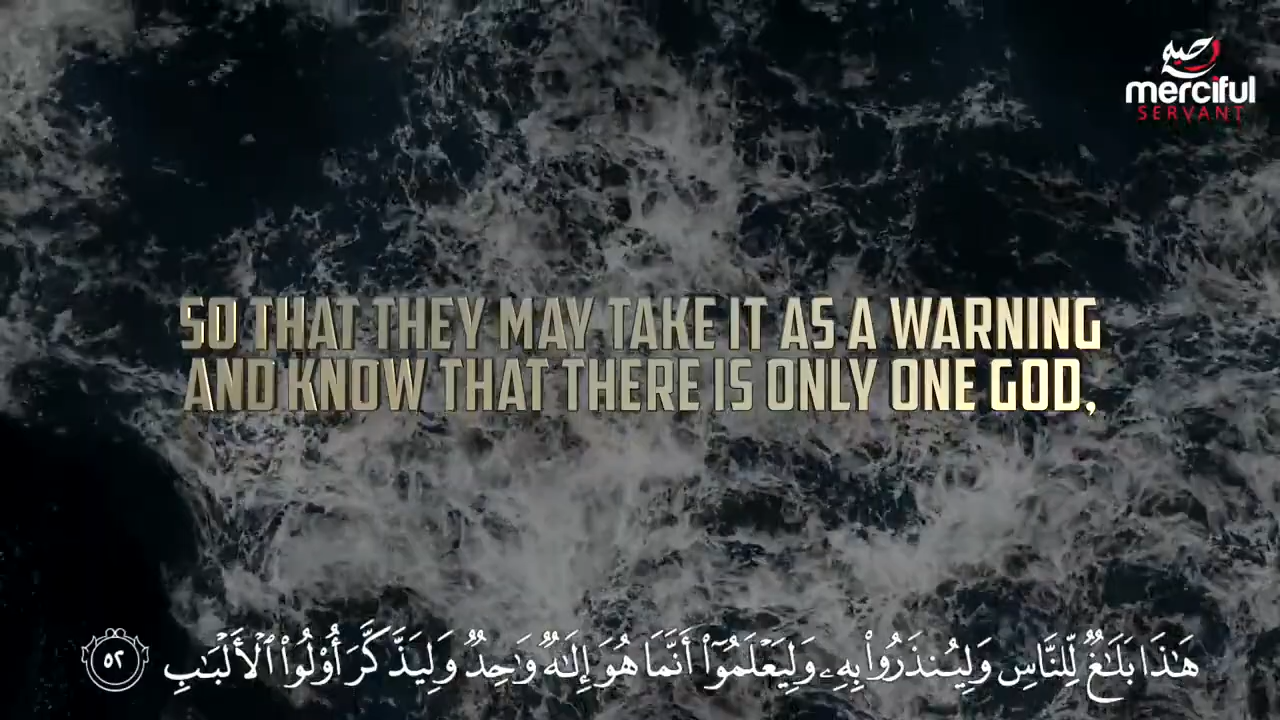 رحيم
merciful
SERVANT
SO THAT THEY MAY TAKE IT AS A WARNING
AND KNOW THAT THERE IS ONLY ONE GOD,
هَٰذَا بَلَٰغٌ لِّلنَّاسِ وَلِيُنذَرُوا۟ بِهِۦ وَلِيَعْلَمُوٓا۟ أَنَّمَا هُوَ إِلَٰهٌ وَٰحِدٌ وَلِيَذَّكَّرَ أُو۟لُوا۟ ٱلْأَلْبَٰبِ ٥٢